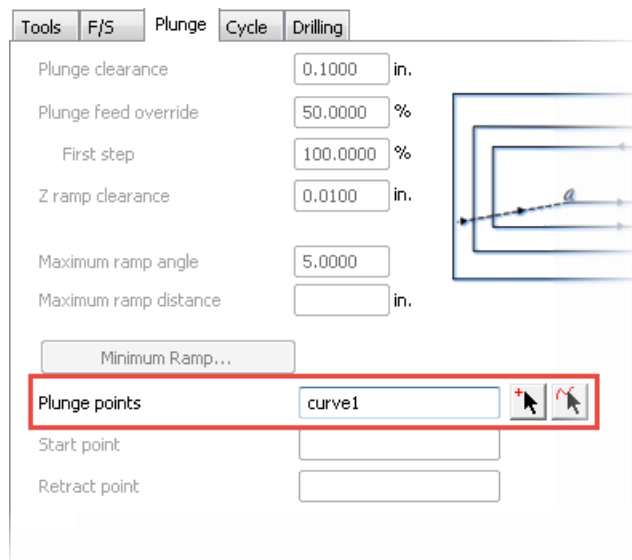 Tools F/S Plunge Cycle Drilling
Plunge clearance 0.1000 in.
Plunge feed override 50.0000 %
First step 100.0000 %
Z ramp clearance 0.0100 in.
a
Maximum ramp angle 5.0000
Maximum ramp distance in.
Minimum Ramp...
Plunge points curve1
Start point
Retract point